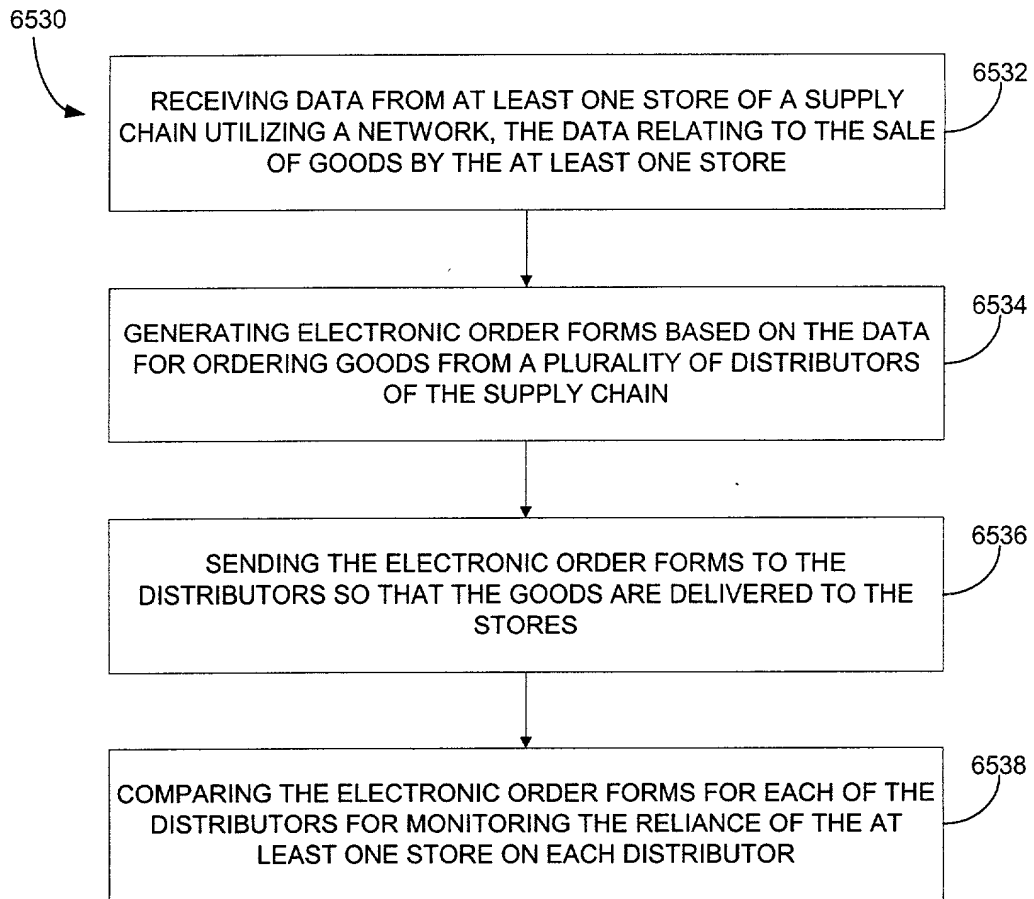 6530
6532
RECEIVING DATA FROM AT LEAST ONE STORE OF A SUPPLY
CHAIN UTILIZING A NETWORK, THE DATA RELATING TO THE SALE
OF GOODS BY THE AT LEAST ONE STORE
6534
GENERATING ELECTRONIC ORDER FORMS BASED ON THE DATA
FOR ORDERING GOODS FROM A PLURALITY OF DISTRIBUTORS
OF THE SUPPLY CHAIN
6536
SENDING THE ELECTRONIC ORDER FORMS TO THE
DISTRIBUTORS SO THAT THE GOODS ARE DELIVERED TO THE
STORES
6538
COMPARING THE ELECTRONIC ORDER FORMS FOR EACH OF THE
DISTRIBUTORS FOR MONITORING THE RELIANCE OF THE AT
LEAST ONE STORE ON EACH DISTRIBUTOR